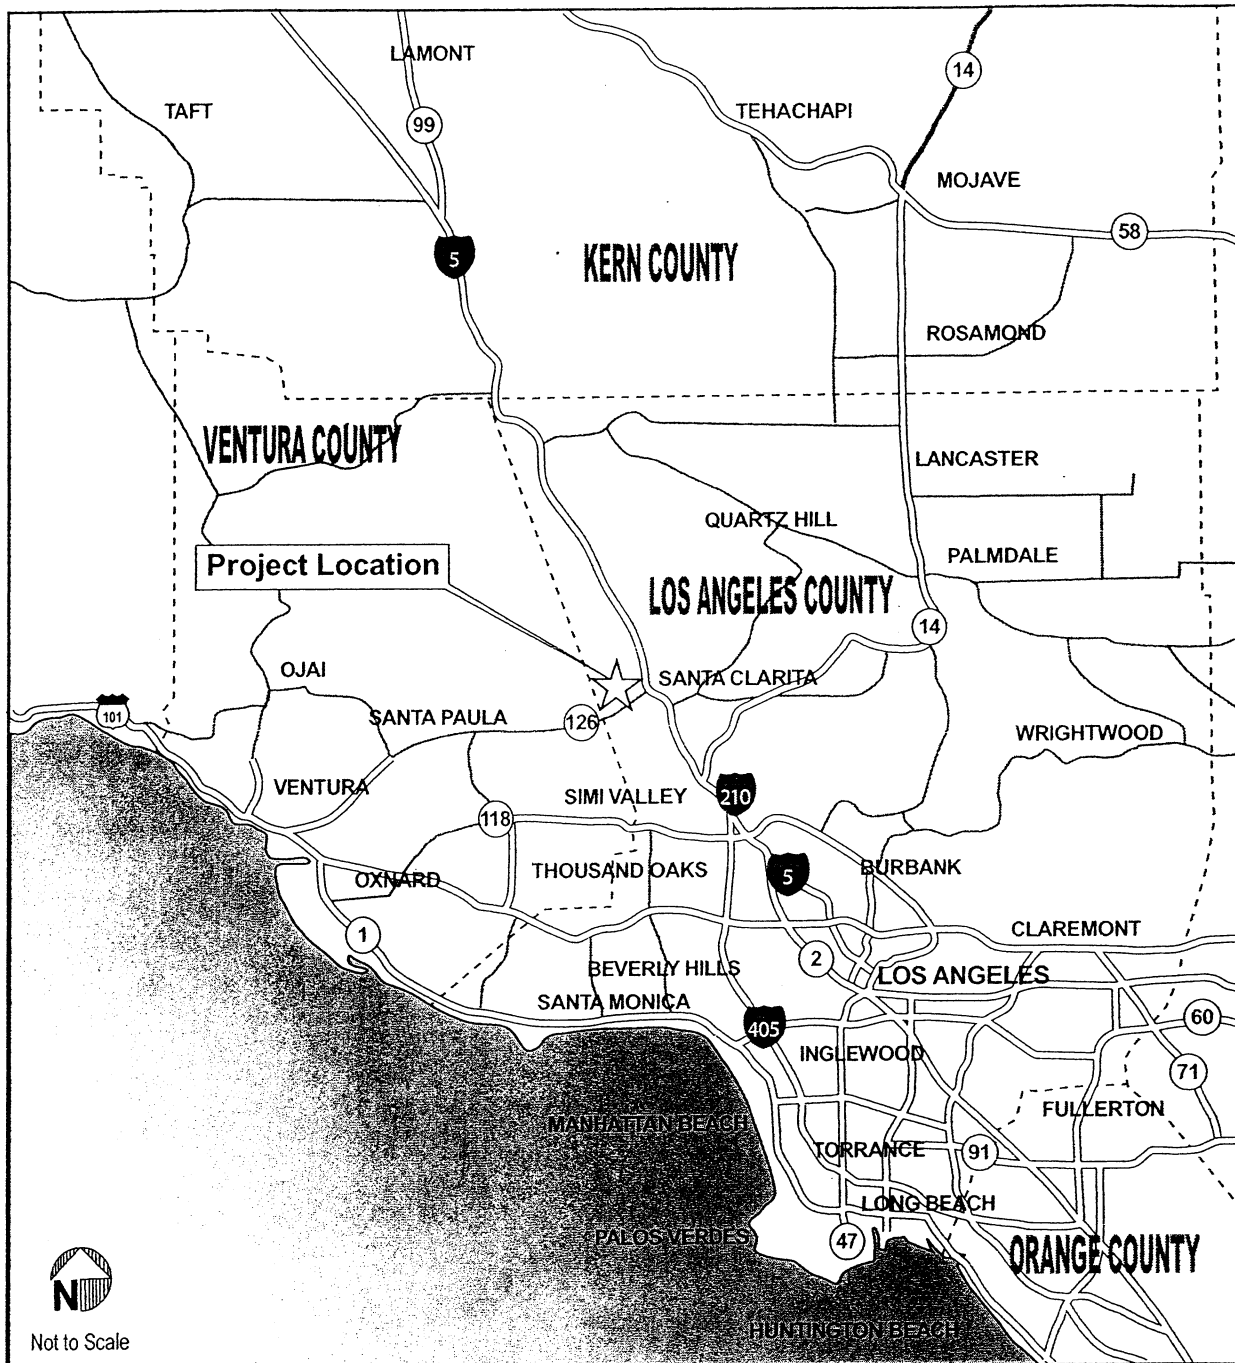 LAMONT
14
TAFT
TEHACHAPI
99
MOJAVE
58
5
KERN COUNTY
ROSAMOND
VENTURA COUNTY
LANCASTER
QUARTZ HILL
PALMDALE
Project Location
LOS ANGELES COUNTY
14
OJAI
SANTA CLARITA
101
SANTA PAULA
126
WRIGHTWOOD
VENTURA
SIMI VALLEY
210
118
THOUSAND OAKS
5
BURBANK
OXNARD
1
CLAREMONT
2
BEVERLY HILLS
LOS ANGELES
SANTA MONICA
60
405
INGLEWOOD
71
MANHATTAN BEACH
FULLERTON
TORRANCE
91
LONG BEACH
PALOS VERDES
47
ORANGE COUNTY
N
Not to Scale
HUNTINGTON BEACH